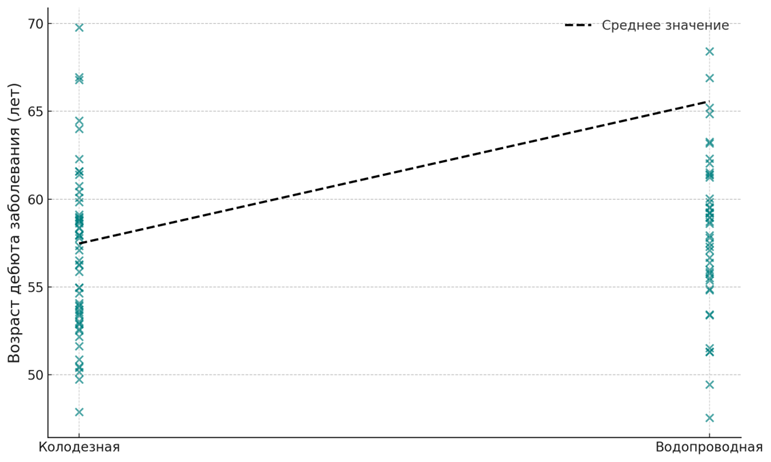 70
Среднее значение
65
60
55
50
Возраст дебюта заболевания (лет)
Колодезная
Водопроводная